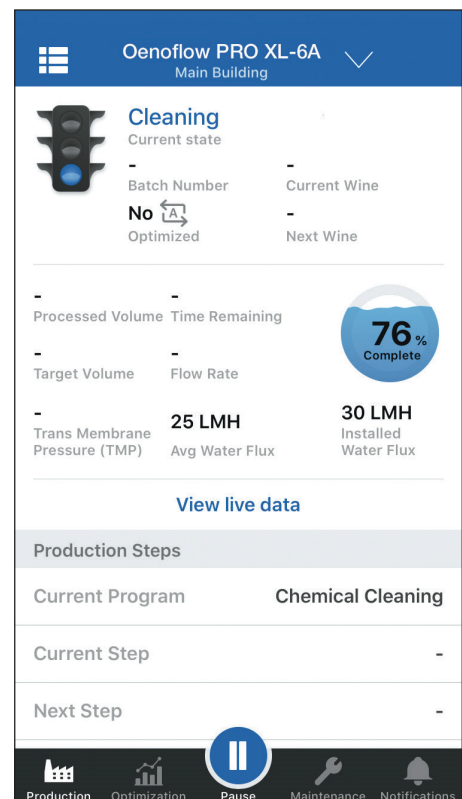 Oenoflow PRO XL-6A
Main Building
Cleaning
Current state
- -
Batch Number Current Wine
No A -
Optimized Next Wine
- -
Processed Volume Time Remaining
76%
Complete
- -
Target Volume Flow Rate
-
Trans Membrane
Pressure (TMP)
25 LMH
Avg Water Flux
30 LMH
Installed
Water Flux
View live data
Production Steps
Current Program Chemical Cleaning
Current Step -
Next Step -
Production Optimization Pause Maintenance Notifications